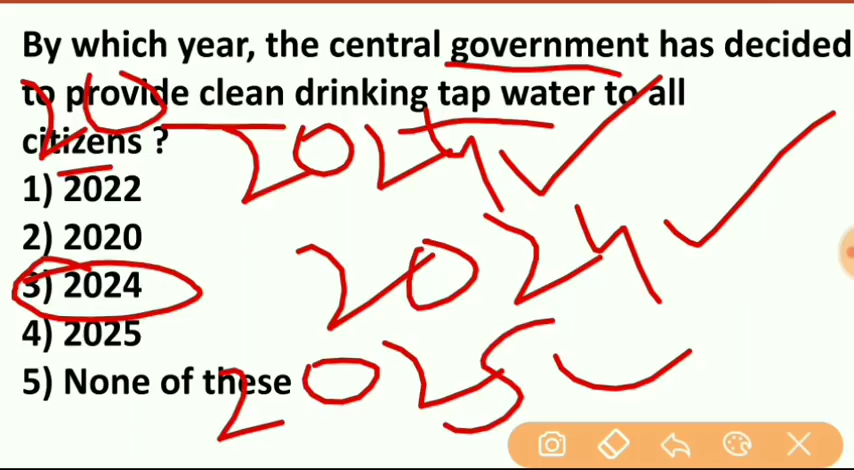 By which year, the central government has decided
to provide clean drinking tap water to all
citizens ?
20
2024
1) 2022
2) 2020
2024
3) 2024
4) 2025
5) None of these
2025